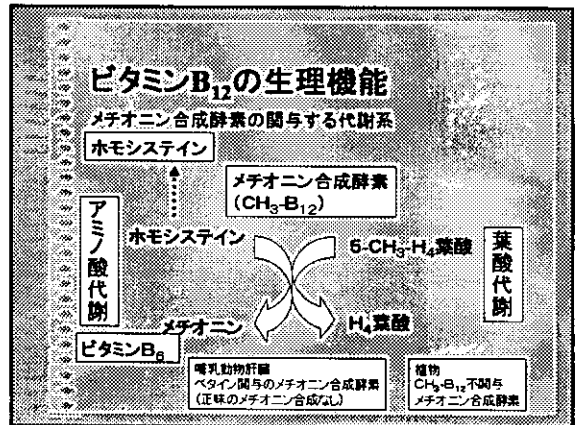 ビタミンB12の生理機能
メチオニン合成酵素の関与する代謝系
ホモシステイン
メチオニン合成酵素
(CH3-B12)
アミノ酸代謝
ホモシステイン
5-CH3-H4葉酸
葉酸代謝
メチオニン
H4葉酸
ビタミンB6
哺乳動物肝臓
ベタイン関与のメチオニン合成酵素
(正味のメチオニン合成なし)
植物
CH3-B12不関与
メチオニン合成酵素